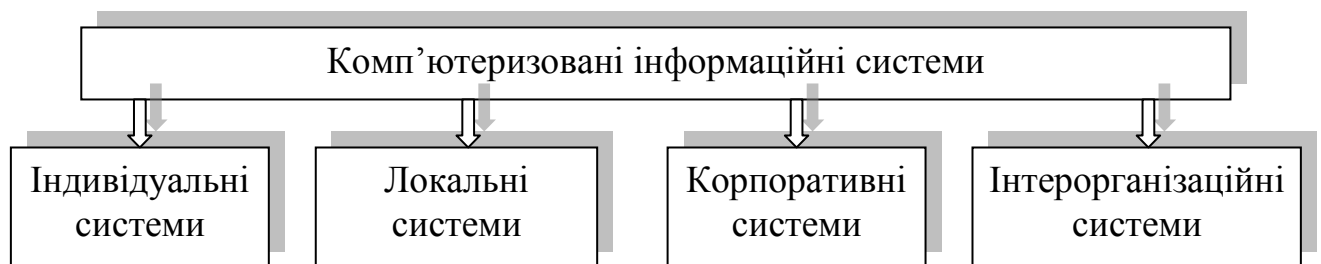 Комп’ютеризовані інформаційні системи
Індивідуальні
системи
Локальні
системи
Корпоративні
системи
Інтерорганізаційні
системи